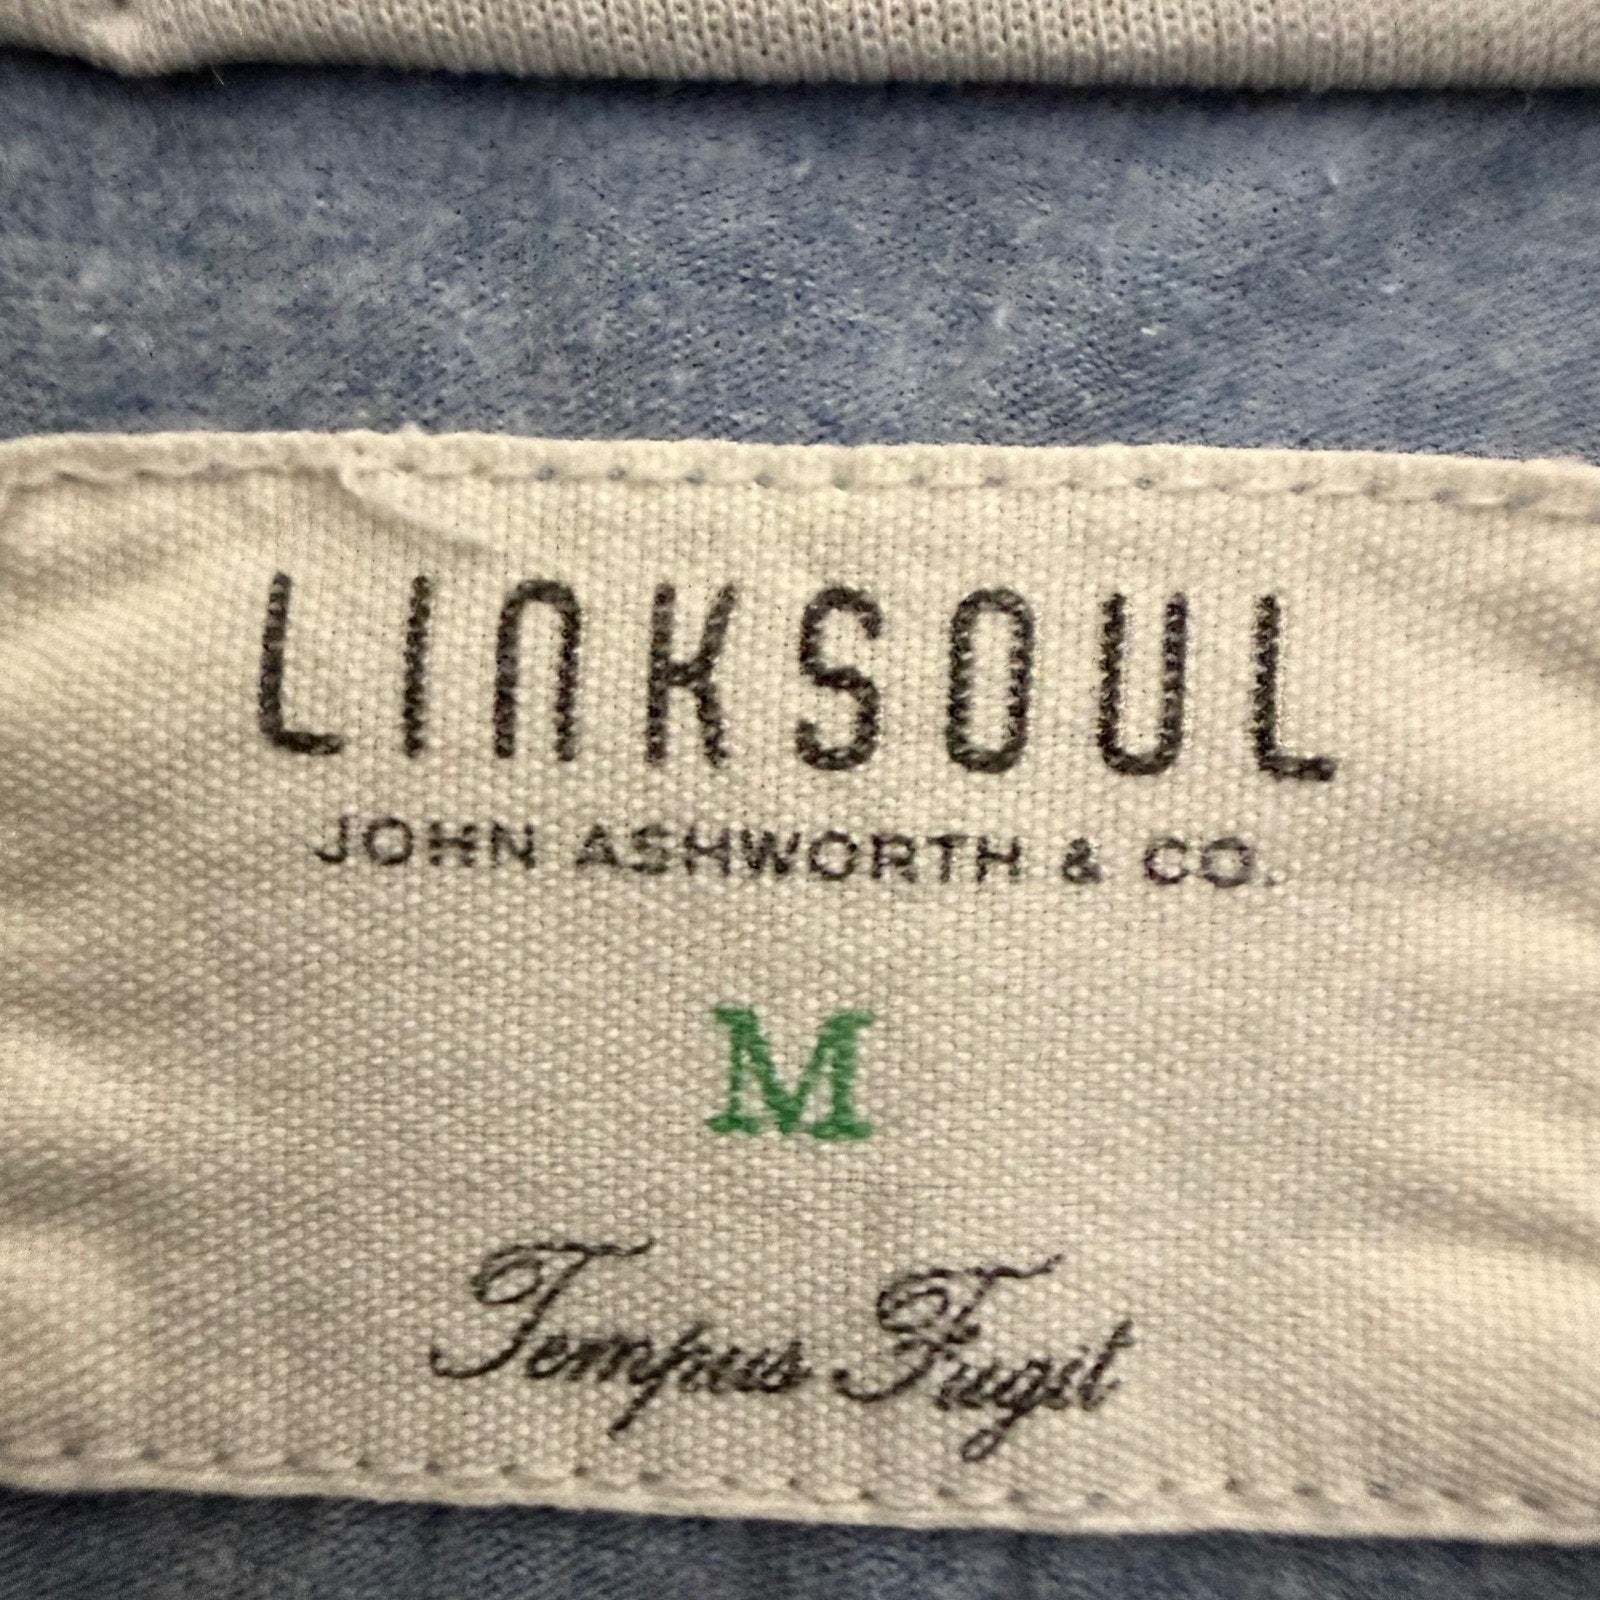 LINKSOUL
JOHN ASHWORTH & CO.
M
Tempus Fugit